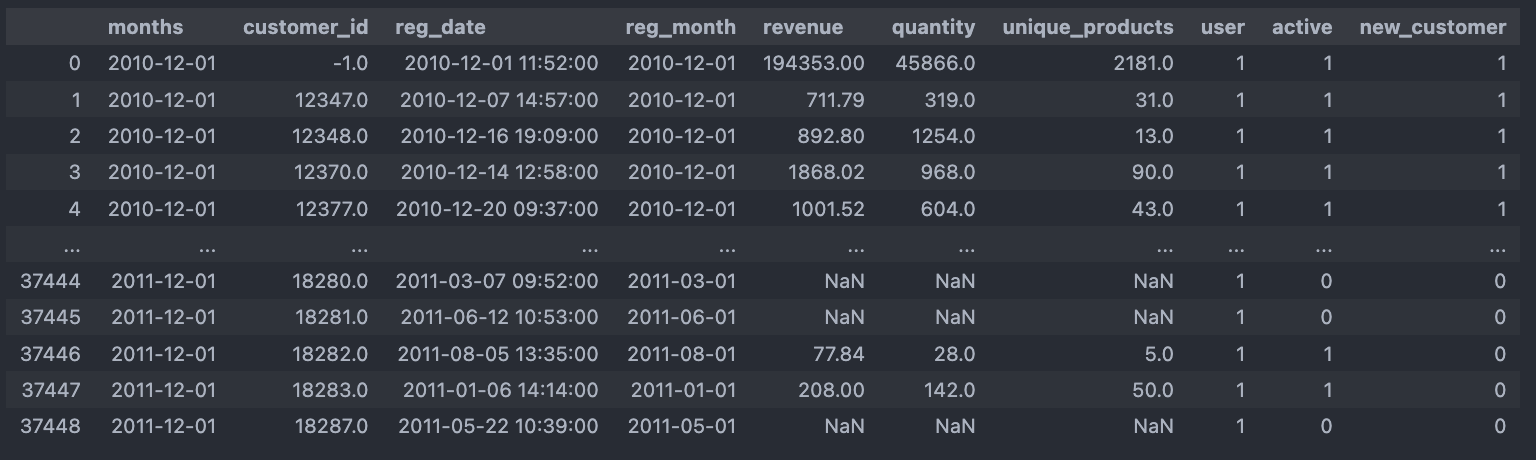 months customer_id reg_date reg_month revenue quantity unique_products user active new_customer
0 2010-12-01 -1.0 2010-12-01 11:52:00 2010-12-01 194353.00 45866.0 2181.0 1 1 1
1 2010-12-01 12347.0 2010-12-07 14:57:00 2010-12-01 711.79 319.0 31.0 1 1 1
2 2010-12-01 12348.0 2010-12-16 19:09:00 2010-12-01 892.80 1254.0 13.0 1 1 1
3 2010-12-01 12370.0 2010-12-14 12:58:00 2010-12-01 1868.02 968.0 90.0 1 1 1
4 2010-12-01 12377.0 2010-12-20 09:37:00 2010-12-01 1001.52 604.0 43.0 1 1 1
... ... ... ... ... ... ... ... ... ... ...
37444 2011-12-01 18280.0 2011-03-07 09:52:00 2011-03-01 NaN NaN NaN 1 0 0
37445 2011-12-01 18281.0 2011-06-12 10:53:00 2011-06-01 NaN NaN NaN 1 0 0
37446 2011-12-01 18282.0 2011-08-05 13:35:00 2011-08-01 77.84 28.0 5.0 1 1 0
37447 2011-12-01 18283.0 2011-01-06 14:14:00 2011-01-01 208.00 142.0 50.0 1 1 0
37448 2011-12-01 18287.0 2011-05-22 10:39:00 2011-05-01 NaN NaN NaN 1 0 0